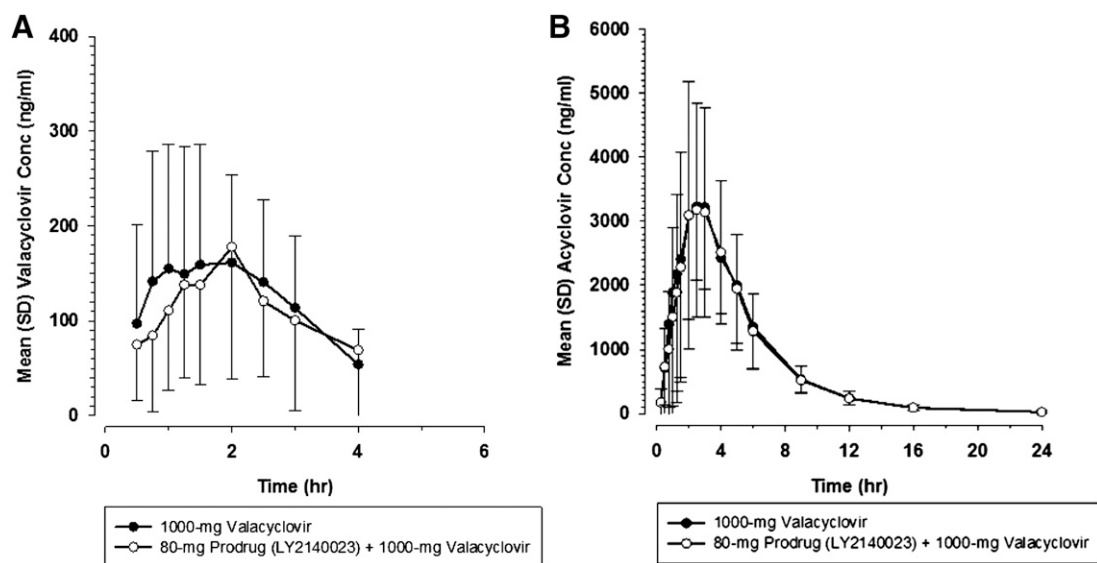 A
400
300
200
100
0
Mean (SD) Valacyclovir Conc (ng/ml)
0 2 4 6
Time (hr)
1000-mg Valacyclovir
80-mg Prodrug (LY2140023) + 1000-mg Valacyclovir
B
6000
5000
4000
3000
2000
1000
0
Mean (SD) Acyclovir Conc (ng/ml)
0 4 8 12 16 20 24
Time (hr)
1000-mg Valacyclovir
80-mg Prodrug (LY2140023) + 1000-mg Valacyclovir